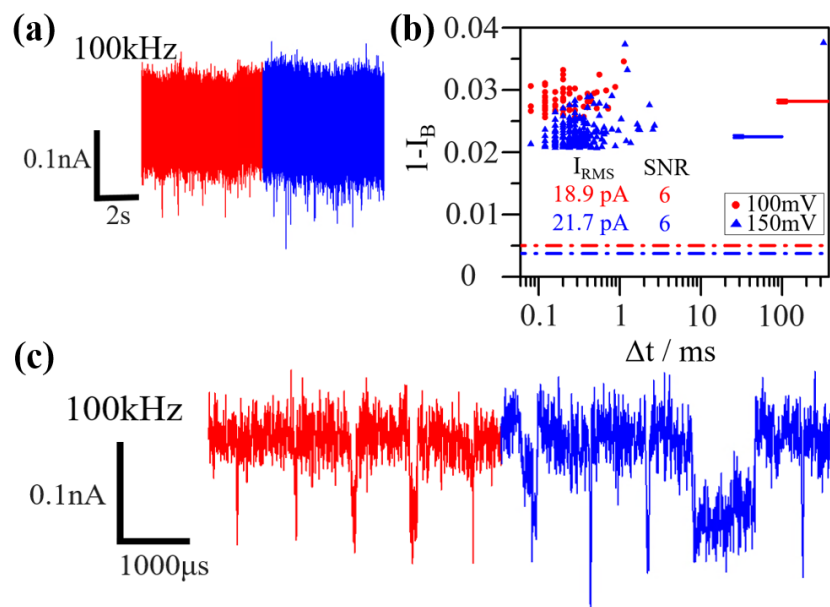 (a)
100kHz
0.1nA
2s
(b)
0.04
0.03
0.02
0.01
0
1-I_B
I_RMS SNR
18.9 pA 6
21.7 pA 6
100mV
150mV
0.1 1 10 100
Δt / ms
(c)
100kHz
0.1nA
1000μs